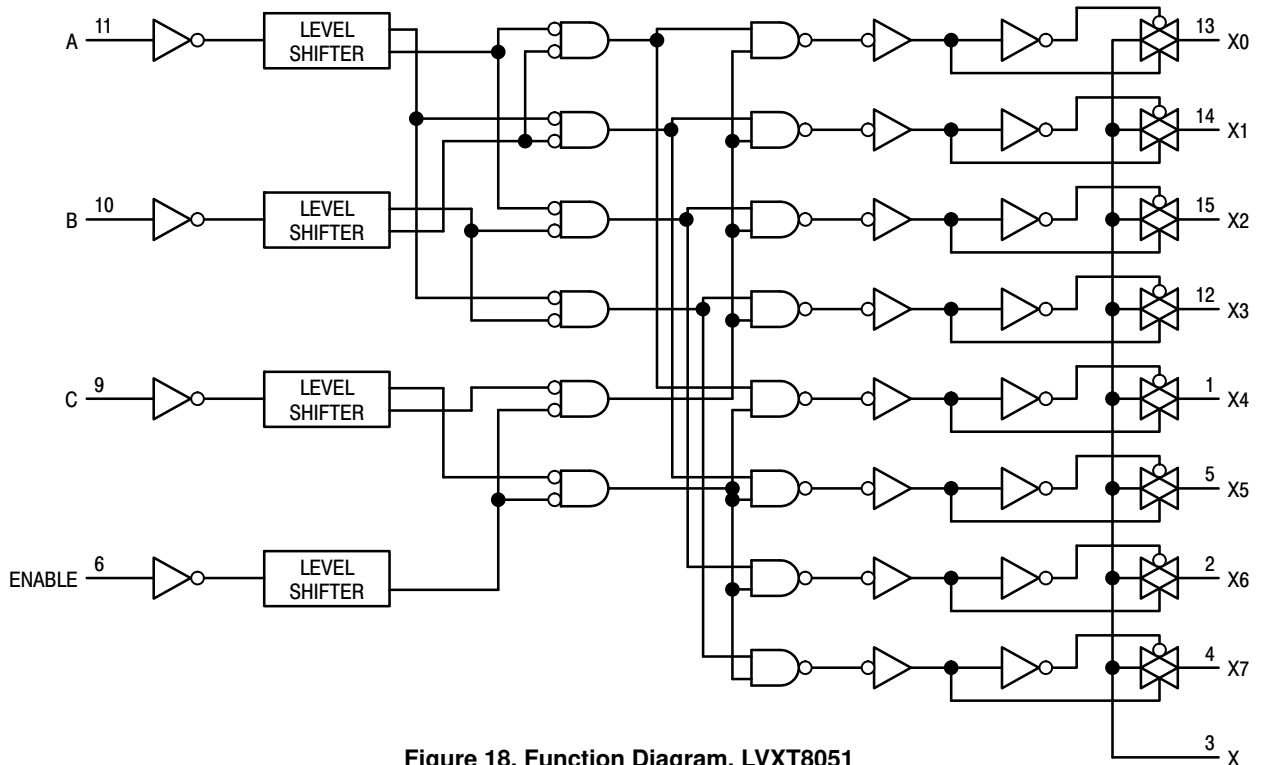 A 11 LEVEL SHIFTER 13 X0
14 X1
B 10 LEVEL SHIFTER 15 X2
12 X3
C 9 LEVEL SHIFTER 1 X4
5 X5
ENABLE 6 LEVEL SHIFTER 2 X6
4 X7
3 X
Figure 18. Function Diagram, LVXT8051